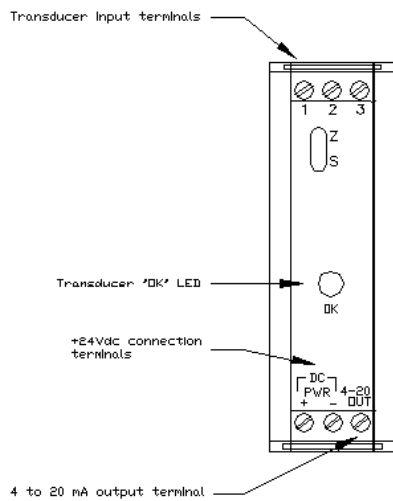 Transducer Input terminals
1 2 3
Z
S
Transducer "OK" LED
OK
+24Vdc connection
terminals
DC
PWR 4-20
+ - OUT
4 to 20 mA output terminal